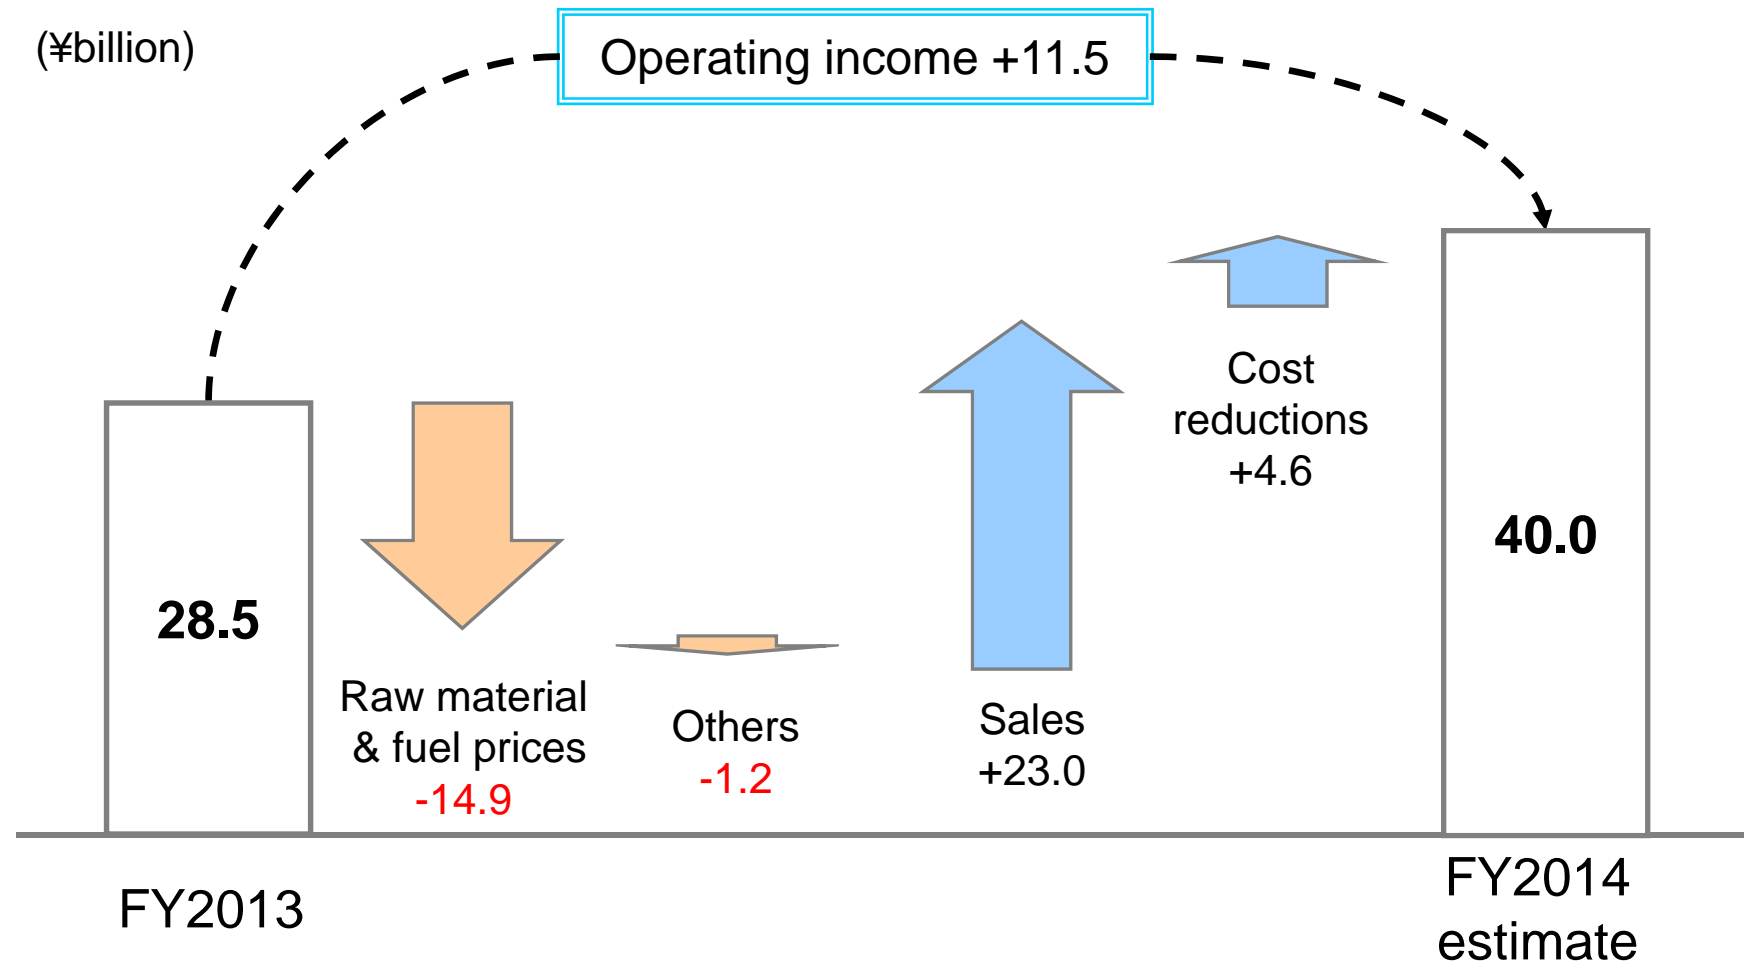 (¥billion)
Operating income +11.5
28.5
Raw material
& fuel prices
-14.9
Others
-1.2
Sales
+23.0
Cost
reductions
+4.6
40.0
FY2013
FY2014
estimate